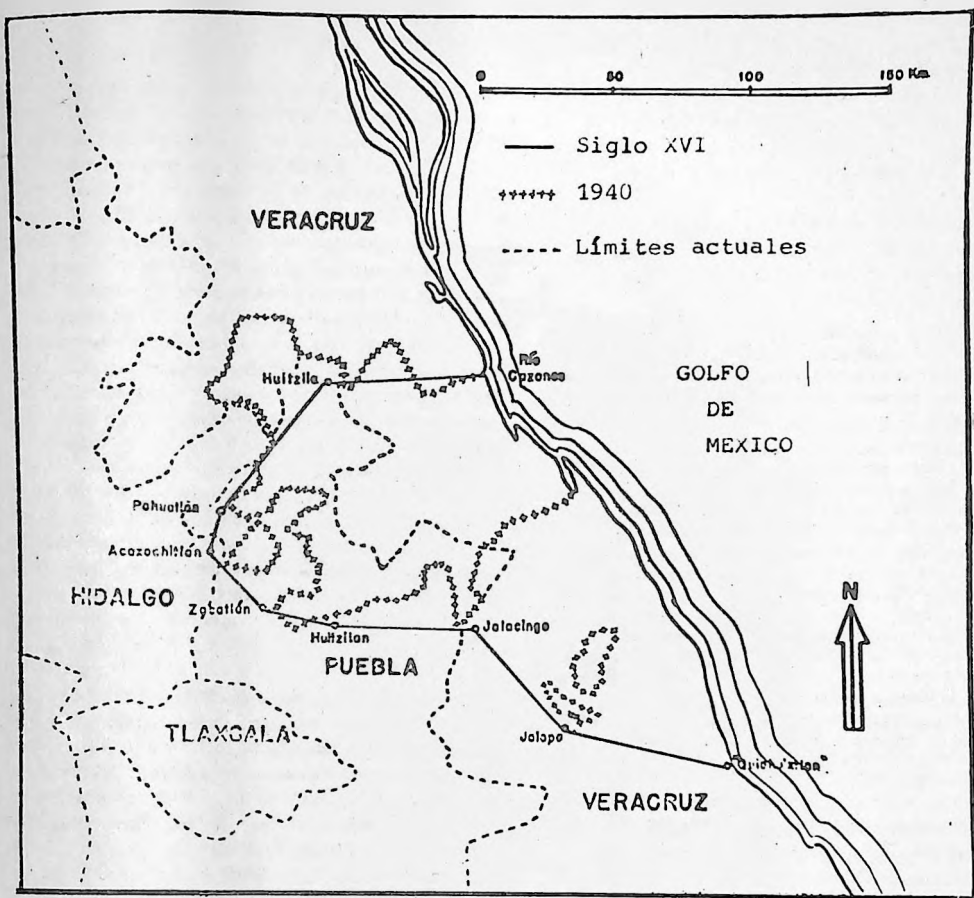 0 50 100 150 Km.
Siglo XVI
1940
Límites actuales
VERACRUZ
Río
Cazones
Huitzila
GOLFO
DE
MEXICO
Pahuatlán
Acazochitlan
HIDALGO
Zacatlán
Huitzilan
Jalacingo
N
PUEBLA
TLAXCALA
Jalapa
VERACRUZ